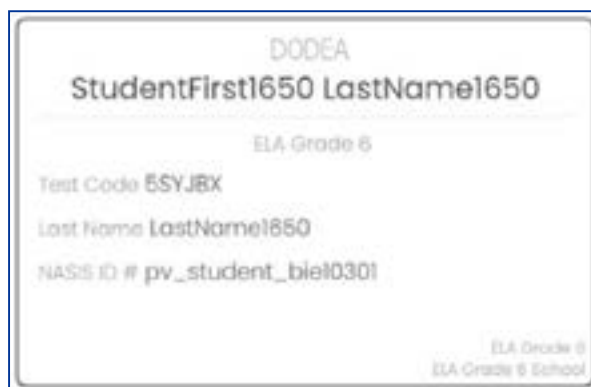 DODEA
StudentFirst1650 LastName1650
ELA Grade 6
Test Code 5SYJBX
Last Name LastName1650
NASIS ID # pv_student_bie10301
ELA Grade 6
ELA Grade 6 School